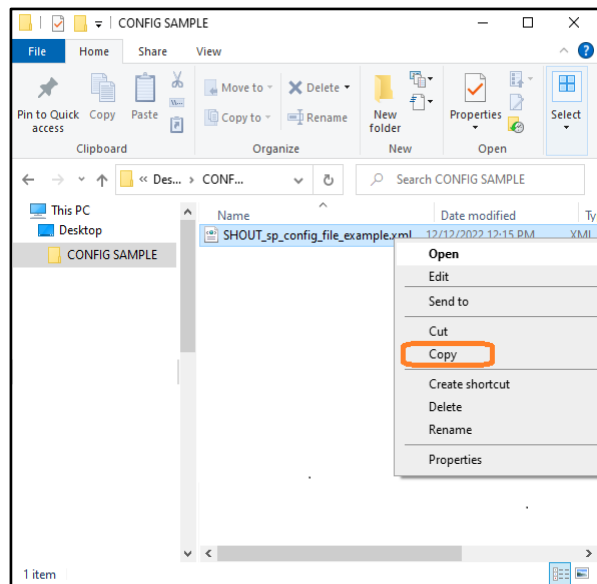 CONFIG SAMPLE
File Home Share View
Pin to Quick access
Copy
Paste
Move to
Copy to
Delete
Rename
New folder
Properties
Select
Clipboard Organize New Open
« Des... › CONF... Search CONFIG SAMPLE
This PC
Desktop
CONFIG SAMPLE
Name Date modified Ty
SHOUT_sp_config_file_example.xml 12/12/2022 12:15 PM XML
Open
Edit
Send to
Cut
Copy
Create shortcut
Delete
Rename
Properties
1 item